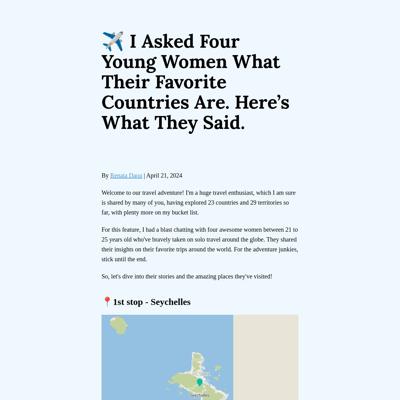 ✈️ I Asked Four
Young Women What
Their Favorite
Countries Are. Here’s
What They Said.
By Renata Daou | April 21, 2024
Welcome to our travel adventure! I'm a huge travel enthusiast, which I am sure
is shared by many of you, having explored 23 countries and 29 territories so
far, with plenty more on my bucket list.
For this feature, I had a blast chatting with four awesome women between 21 to
25 years old who've bravely taken on solo travel around the globe. They shared
their insights on their favorite trips around the world. For the adventure junkies,
stick until the end.
So, let's dive into their stories and the amazing places they've visited!
📍1st stop - Seychelles
Seychelles